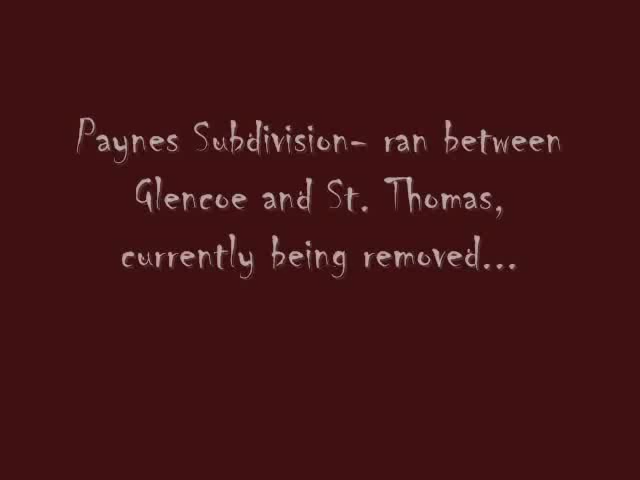 Paynes Subdivision- ran between
Glencoe and St. Thomas,
currently being removed...